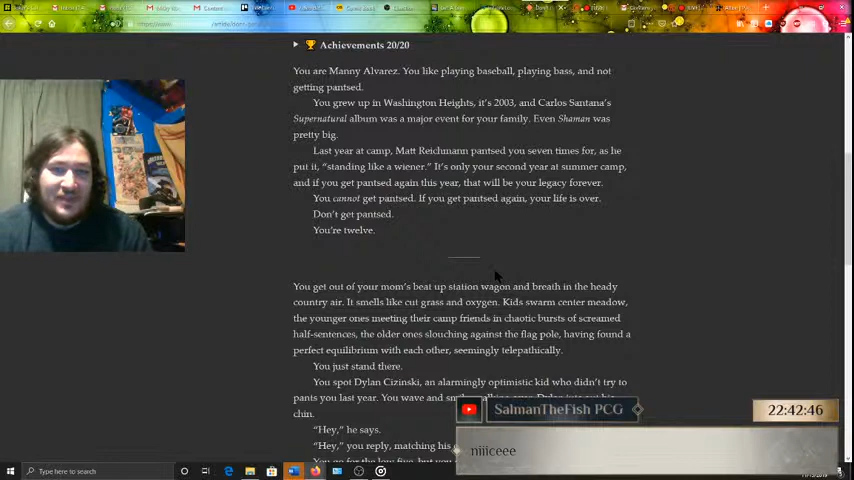 Achievements 20/20
You are Manny Alvarez. You like playing baseball, playing bass, and not
getting pantsed.
You grew up in Washington Heights, it's 2003, and Carlos Santana's
Supernatural album was a major event for your family. Even Shaman was
pretty big.
Last year at camp, Matt Reichmann pantsed you seven times for, as he
put it, "standing like a wiener." It's only your second year at summer camp,
and if you get pantsed again this year, that will be your legacy forever.
You cannot get pantsed. If you get pantsed again, your life is over.
Don't get pantsed.
You're twelve.
You get out of your mom's beat up station wagon and breath in the heady
country air. It smells like cut grass and oxygen. Kids swarm center meadow,
the younger ones meeting their camp friends in chaotic bursts of screamed
half-sentences, the older ones slouching against the flag pole, having found a
perfect equilibrium with each other, seemingly telepathically.
You just stand there.
You spot Dylan Cizinski, an alarmingly optimistic kid who didn't try to
pants you last year. You wave and
chin.
"Hey," he says.
"Hey," you reply, matching his
SalmanTheFish PCG
22:42:46
niiiceee
Type here to search